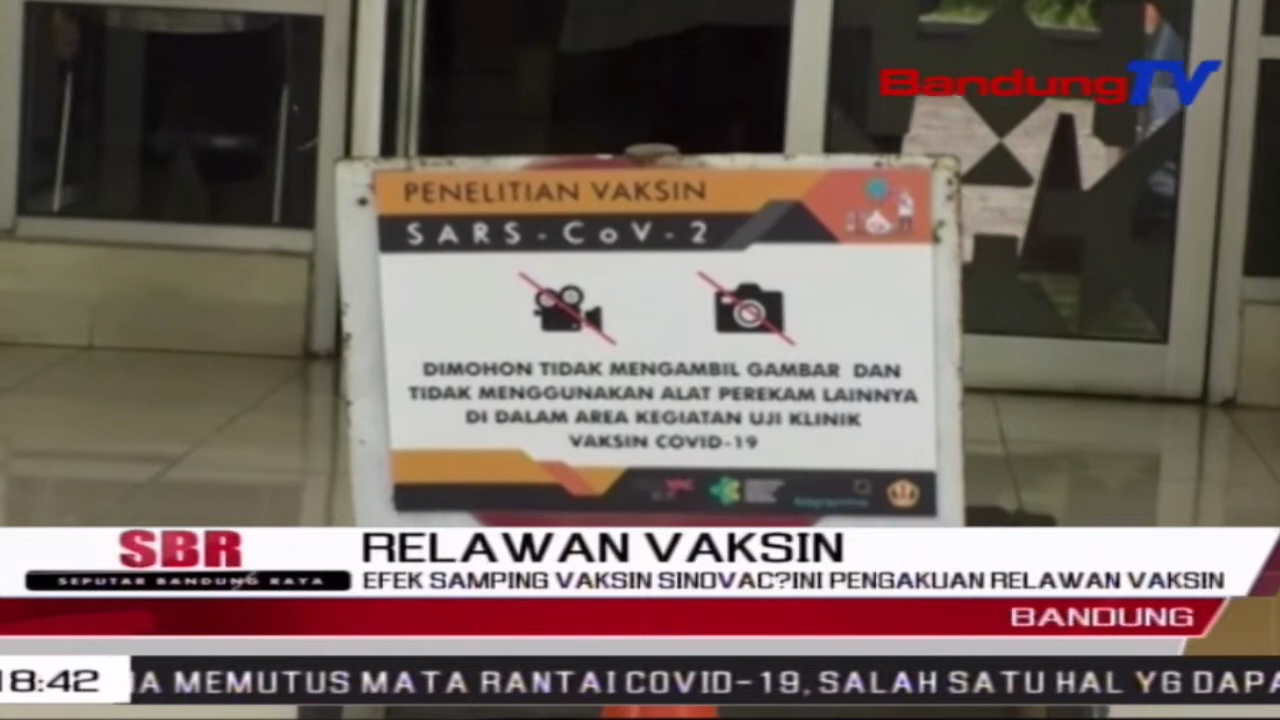 BandungTV
PENELITIAN VAKSIN
SARS-CoV-2
DIMOHON TIDAK MENGAMBIL GAMBAR DAN
TIDAK MENGGUNAKAN ALAT PEREKAM LAINNYA
DI DALAM AREA KEGIATAN UJI KLINIK
VAKSIN COVID-19
SBR
SEPUTAR BANDUNG RAYA
RELAWAN VAKSIN
EFEK SAMPING VAKSIN SINOVAC?INI PENGAKUAN RELAWAN VAKSIN
BANDUNG
18:42
A MEMUTUS MATA RANTAI COVID-19, SALAH SATU HAL YG DAPA